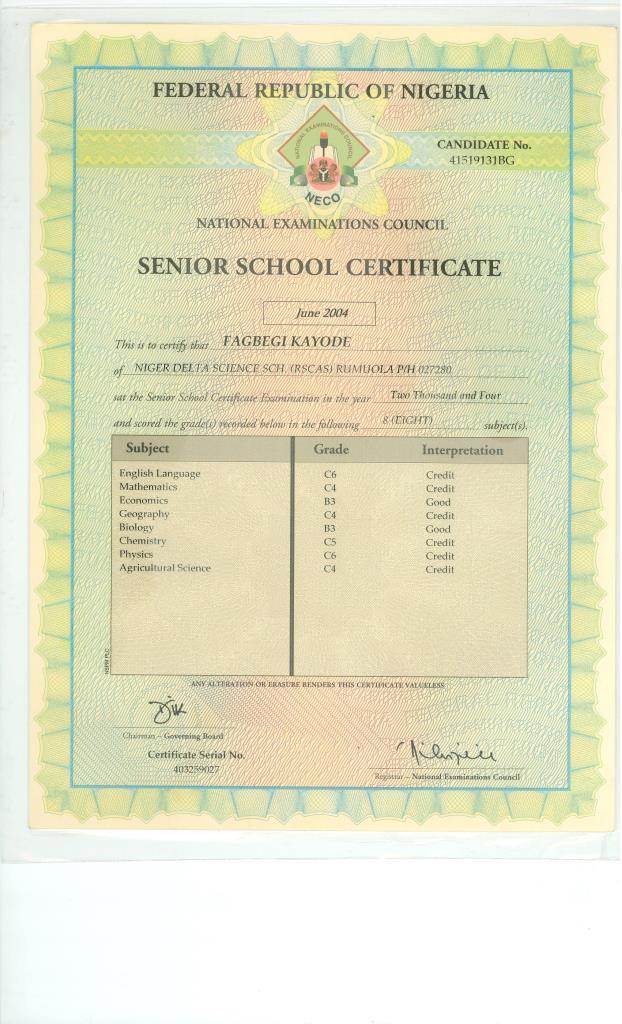 FEDERAL REPUBLIC OF NIGERIA
NATIONAL EXAMINATIONS COUNCIL
NECO
CANDIDATE No.
41519131BG
NATIONAL EXAMINATIONS COUNCIL
SENIOR SCHOOL CERTIFICATE
June 2004
This is to certify that FAGBEGI KAYODE
of NIGER DELTA SCIENCE SCH. (RSCAS) RUMUOLA P/H 027280
sat the Senior School Certificate Examination in the year Two Thousand and Four
and scored the grade(s) recorded below in the following 8 (EIGHT) subject(s).
Subject Grade Interpretation
English Language C6 Credit
Mathematics C4 Credit
Economics B3 Good
Geography C4 Credit
Biology B3 Good
Chemistry C5 Credit
Physics C6 Credit
Agricultural Science C4 Credit
NSPM PLC
ANY ALTERATION OR ERASURE RENDERS THIS CERTIFICATE VALUELESS
Chairman – Governing Board
Certificate Serial No.
403259027
Registrar – National Examinations Council